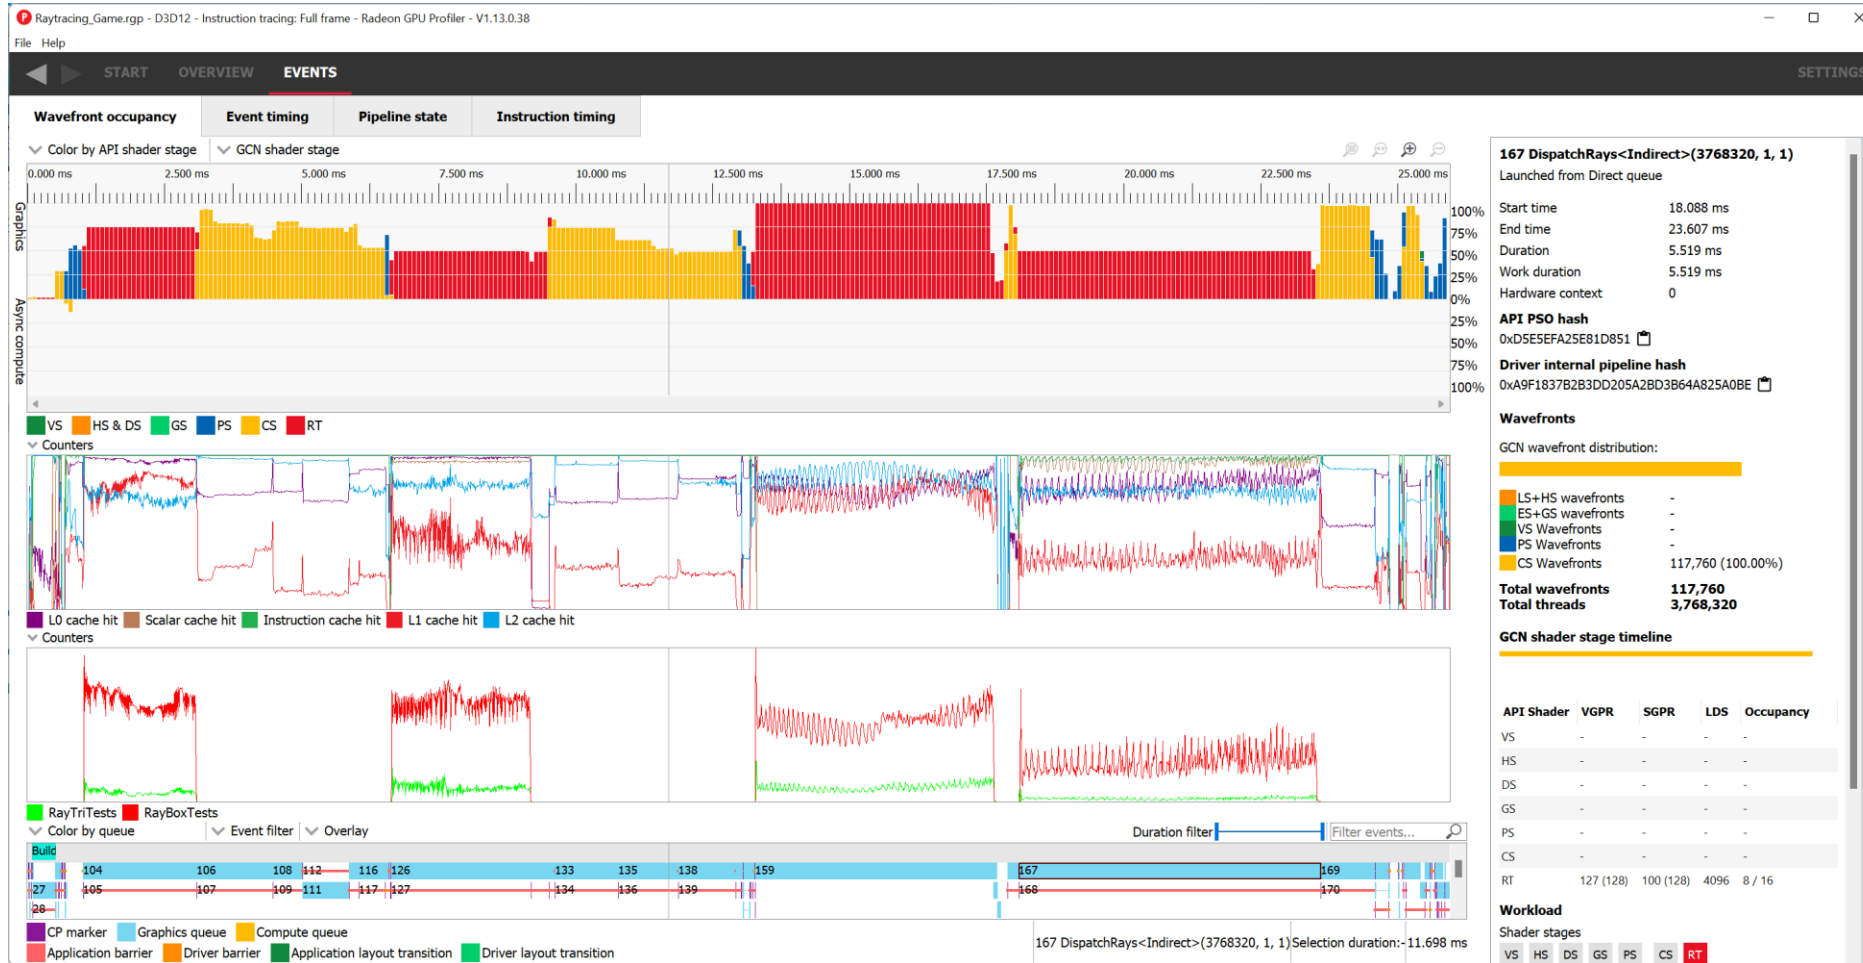 Raytracing_Game.rgp - D3D12 - Instruction tracing: Full frame - Radeon GPU Profiler - V1.13.0.38
File Help
START OVERVIEW EVENTS SETTINGS
Wavefront occupancy Event timing Pipeline state Instruction timing
Color by API shader stage GCN shader stage
0.000 ms 2.500 ms 5.000 ms 7.500 ms 10.000 ms 12.500 ms 15.000 ms 17.500 ms 20.000 ms 22.500 ms 25.000 ms
Graphics
100%
75%
50%
25%
0%
Async compute
25%
50%
75%
100%
VS HS & DS GS PS CS RT
Counters
L0 cache hit Scalar cache hit Instruction cache hit L1 cache hit L2 cache hit
Counters
RayTriTests RayBoxTests
Color by queue Event filter Overlay Duration filter Filter events...
Build
104 106 108 112 116 126 133 135 138 159 167 169
27 105 107 109 111 117 127 134 136 139 168 170
28
CP marker Graphics queue Compute queue
Application barrier Driver barrier Application layout transition Driver layout transition
167 DispatchRays<Indirect>(3768320, 1, 1) Selection duration:-11.698 ms
167 DispatchRays<Indirect>(3768320, 1, 1)
Launched from Direct queue
Start time 18.088 ms
End time 23.607 ms
Duration 5.519 ms
Work duration 5.519 ms
Hardware context 0
API PSO hash
0xD5E5EFA25E81D851
Driver internal pipeline hash
0xA9F1837B2B3DD205A2BD3B64A825A0BE
Wavefronts
GCN wavefront distribution:
LS+HS wavefronts -
ES+GS wavefronts -
VS Wavefronts -
PS Wavefronts -
CS Wavefronts 117,760 (100.00%)
Total wavefronts 117,760
Total threads 3,768,320
GCN shader stage timeline
API Shader VGPR SGPR LDS Occupancy
VS - - - -
HS - - - -
DS - - - -
GS - - - -
PS - - - -
CS - - - -
RT 127 (128) 100 (128) 4096 8 / 16
Workload
Shader stages
VS HS DS GS PS CS RT